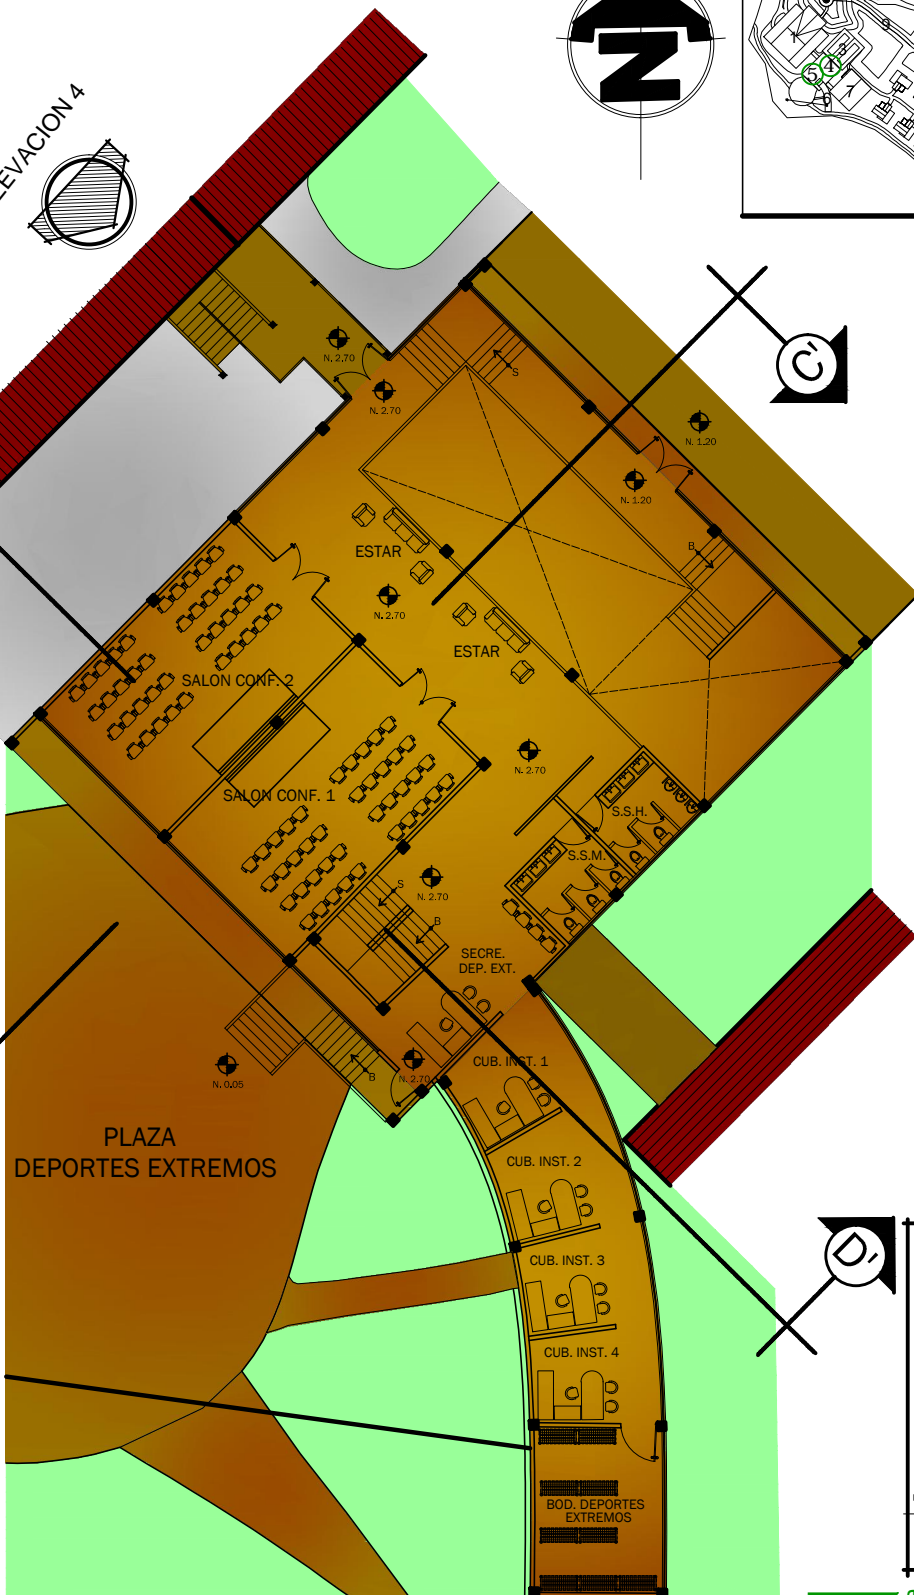 N
1
3
9
4
5
6
7
EVACION 4
C'
N. 2.70
S
N. 2.70
N. 1.20
N. 1.20
B
ESTAR
N. 2.70
ESTAR
SALON CONF. 2
N. 2.70
SALON CONF. 1
S.S.H.
S.S.M.
S
N. 2.70
B
SECRE.
DEP. EXT.
CUB. INST. 1
N. 0.05
B
N. 2.70
PLAZA
DEPORTES EXTREMOS
CUB. INST. 2
D'
CUB. INST. 3
CUB. INST. 4
BOD. DEPORTES
EXTREMOS